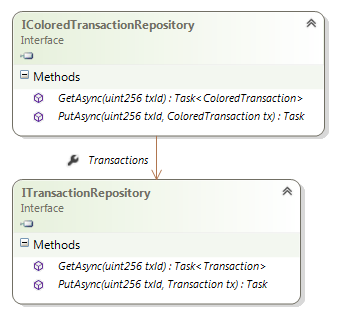 IColoredTransactionRepository
Interface
Methods
GetAsync(uint256 txId) : Task<ColoredTransaction>
PutAsync(uint256 txId, ColoredTransaction tx) : Task
Transactions
ITransactionRepository
Interface
Methods
GetAsync(uint256 txId) : Task<Transaction>
PutAsync(uint256 txId, Transaction tx) : Task